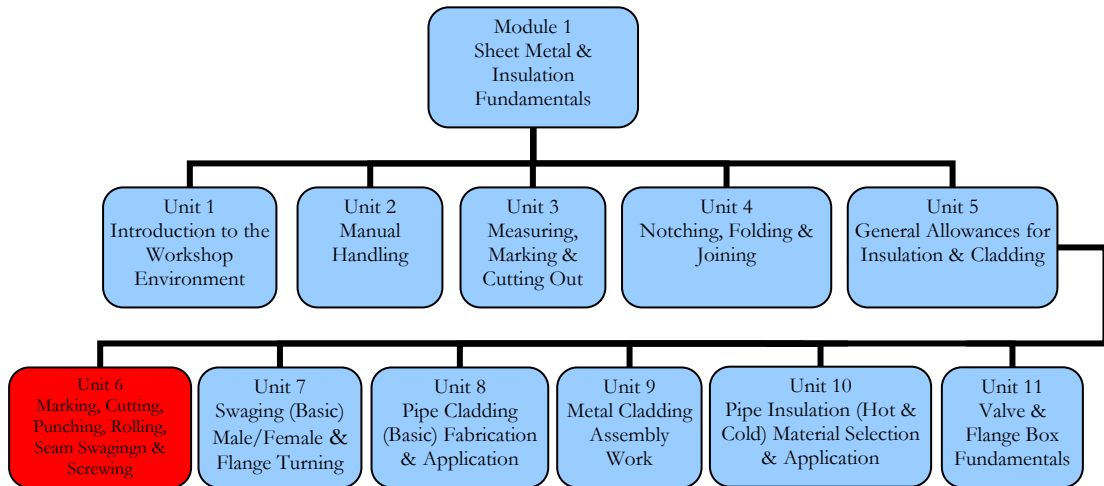 Module 1
Sheet Metal &
Insulation
Fundamentals
Unit 1
Introduction to the
Workshop
Environment
Unit 2
Manual
Handling
Unit 3
Measuring,
Marking &
Cutting Out
Unit 4
Notching, Folding &
Joining
Unit 5
General Allowances for
Insulation & Cladding
Unit 6
Marking, Cutting,
Punching, Rolling,
Seam Swagingn &
Screwing
Unit 7
Swaging (Basic)
Male/Female &
Flange Turning
Unit 8
Pipe Cladding
(Basic) Fabrication
& Application
Unit 9
Metal Cladding
Assembly
Work
Unit 10
Pipe Insulation (Hot &
Cold) Material Selection
& Application
Unit 11
Valve &
Flange Box
Fundamentals